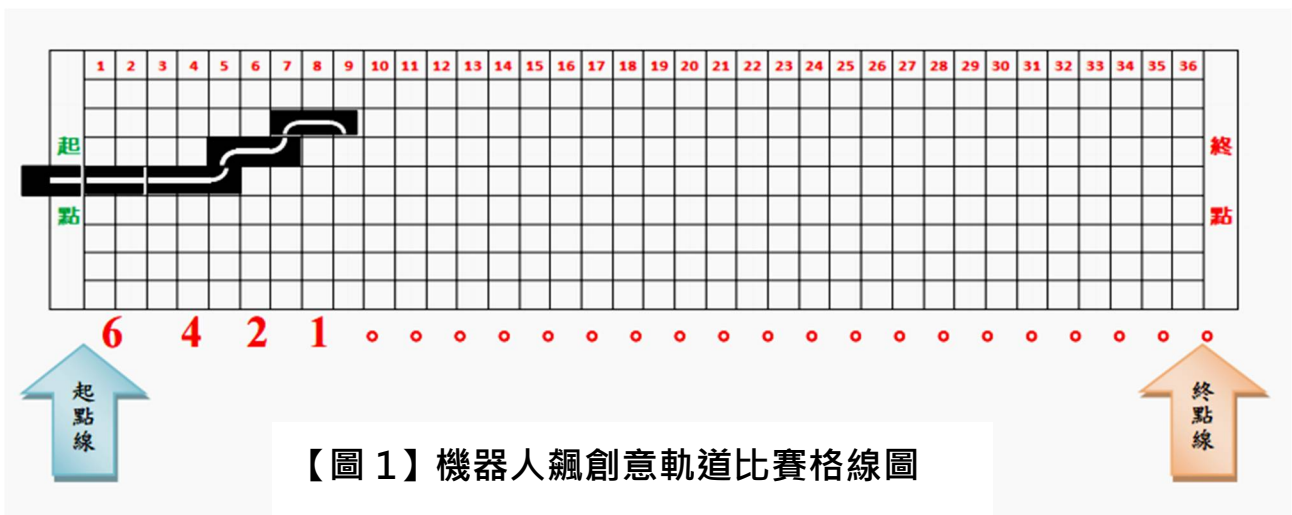 1 2 3 4 5 6 7 8 9 10 11 12 13 14 15 16 17 18 19 20 21 22 23 24 25 26 27 28 29 30 31 32 33 34 35 36
起點
終點
6 4 2 1 。 。 。 。 。 。 。 。 。 。 。 。 。 。 。 。 。 。 。 。
起點線
終點線
【圖 1】機器人飆創意軌道比賽格線圖